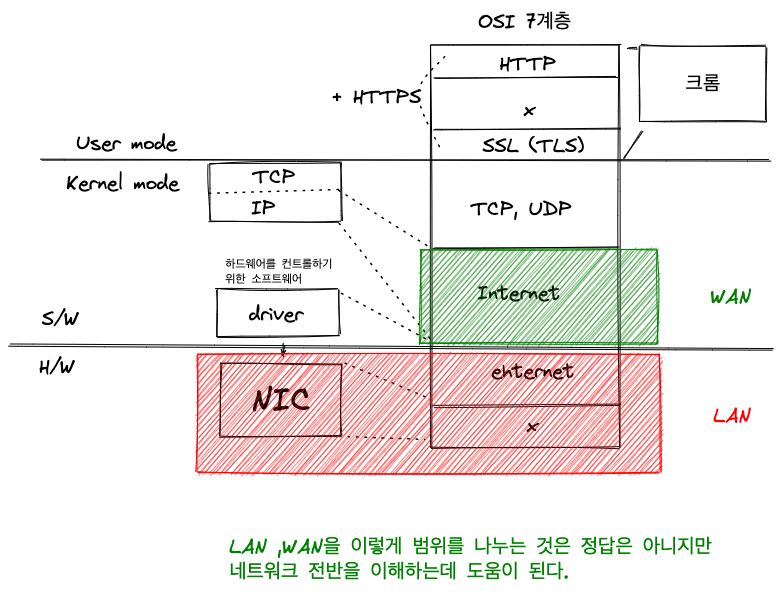 OSI 7계층
HTTP
크롬
+ HTTPS
x
User mode
SSL (TLS)
Kernel mode
TCP
IP
TCP, UDP
하드웨어를 컨트롤하기
위한 소프트웨어
Internet
WAN
driver
S/W
H/W
ehternet
NIC
LAN
x
LAN ,WAN을 이렇게 범위를 나누는 것은 정답은 아니지만
네트워크 전반을 이해하는데 도움이 된다.